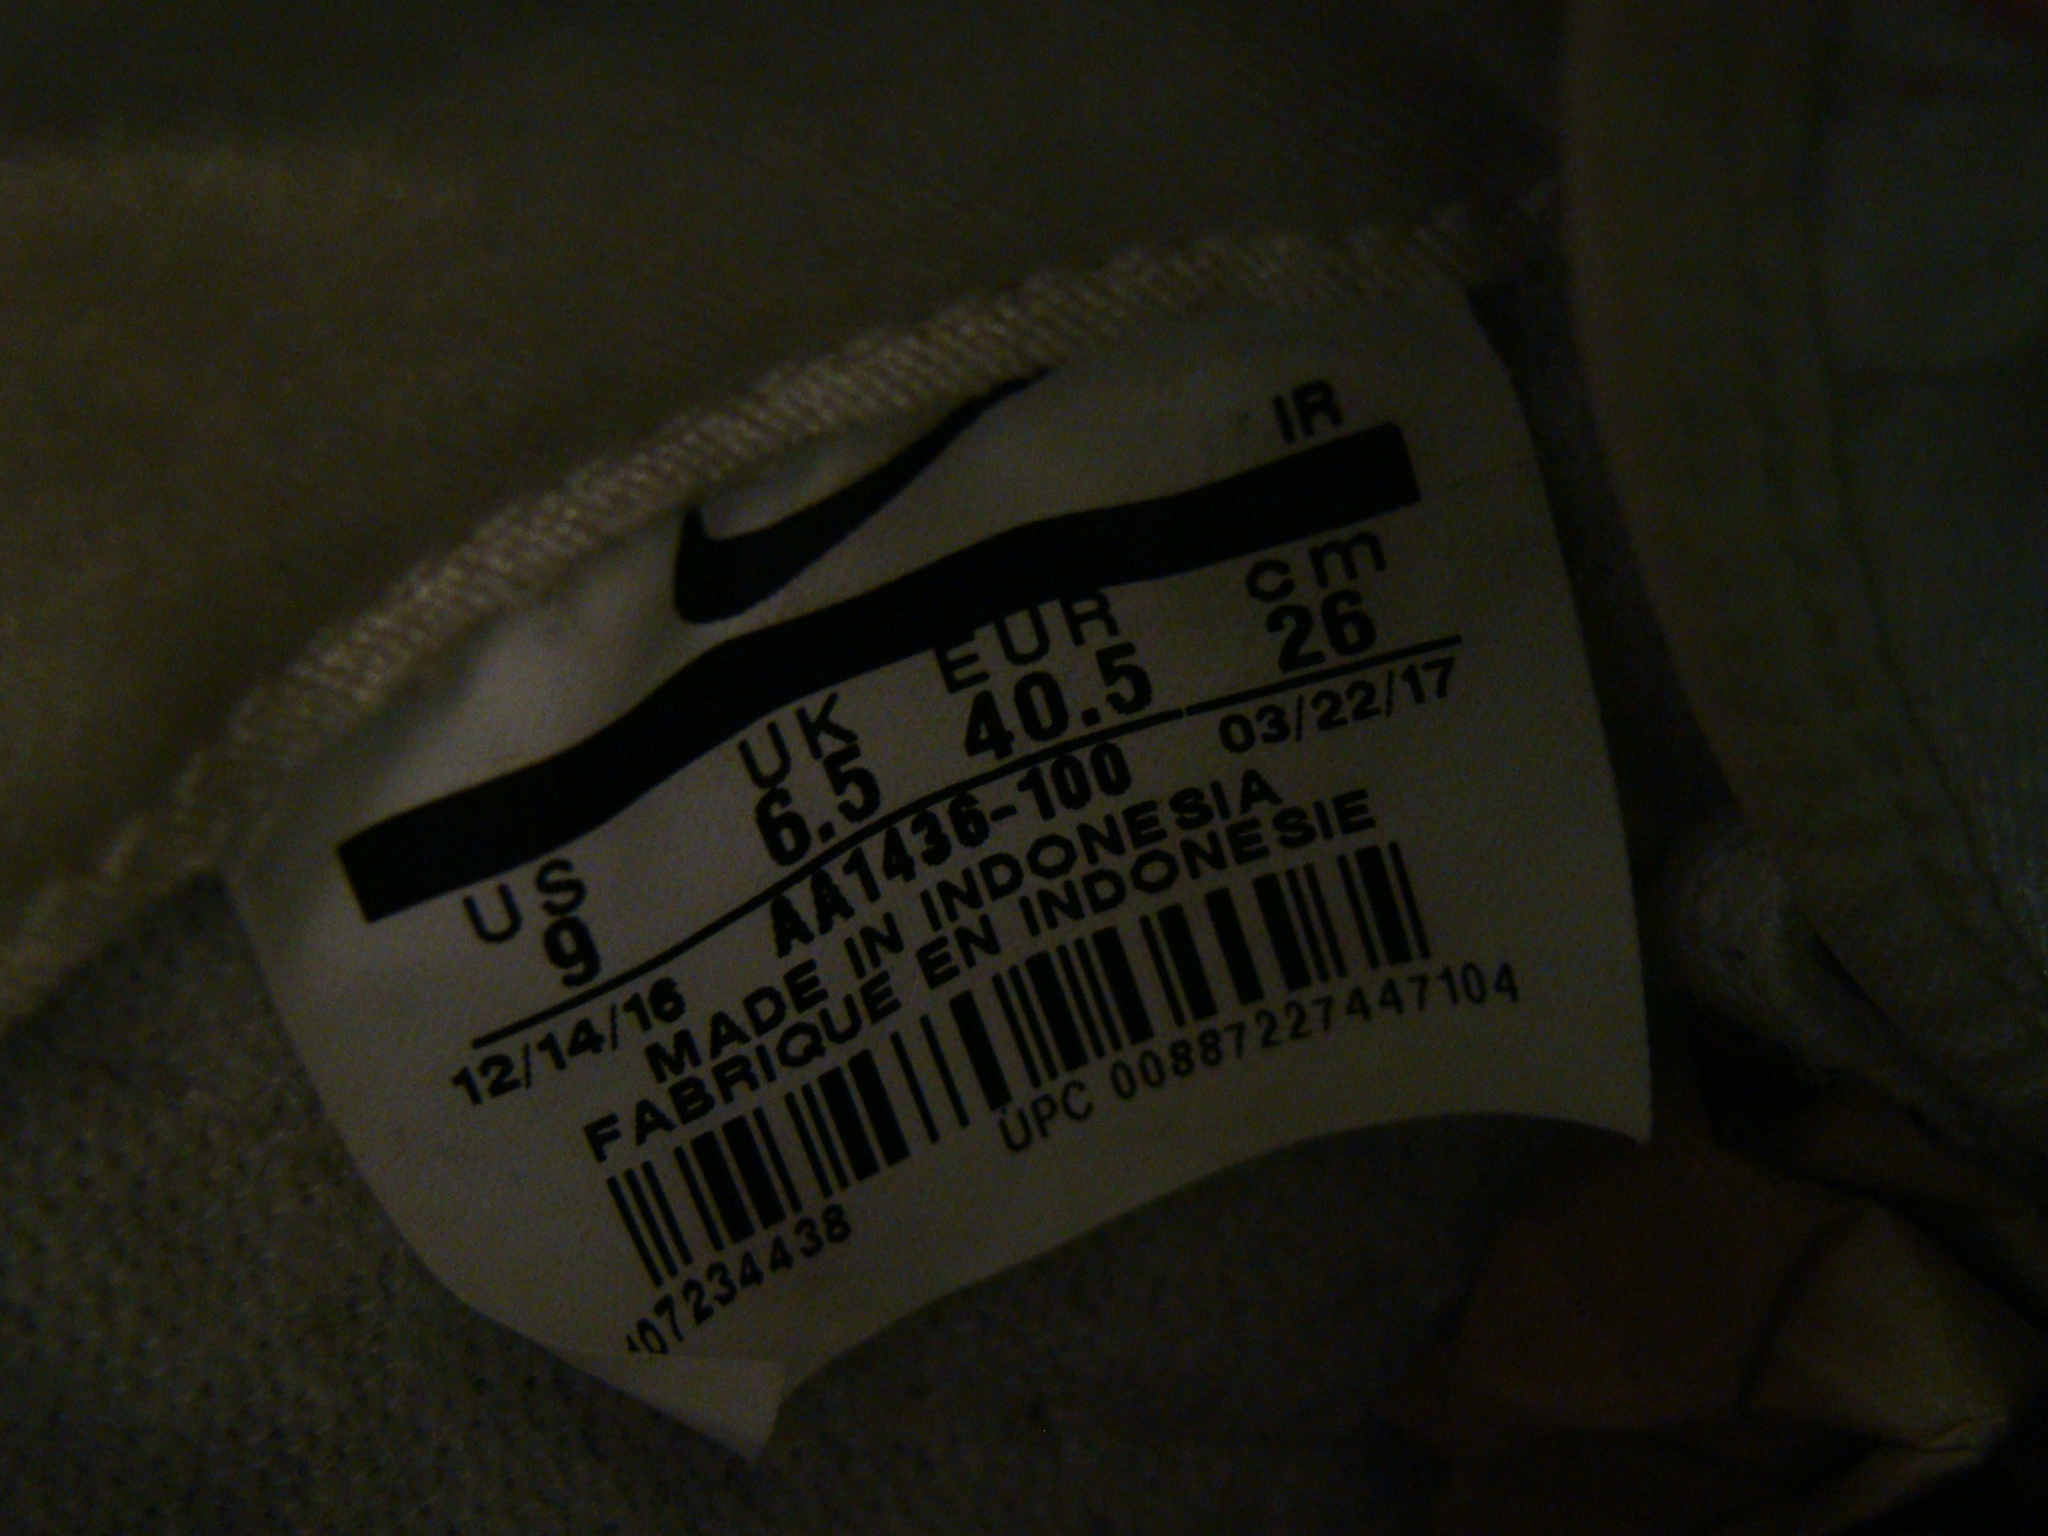 IR
US UK EUR cm
9 6.5 40.5 26
12/14/16 AA1436-100 03/22/17
MADE IN INDONESIA
FABRIQUE EN INDONESIE
UPC 00887227447104
07234438